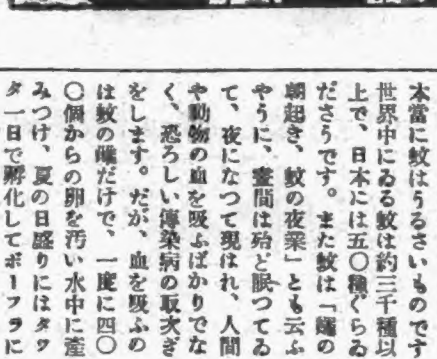 本當に蚊はうるさいものです
世界中にゐる蚊は約三千種以
上で、日本には五〇種ぐらゐ
ださうです。また蚊は「蠅の
朝起き、蚊の夜業」とも云ふ
やうに、晝間は殆ど眠つてゐ
て、夜になつて現はれ、人間
や動物の血を吸ふばかりでな
く、恐ろしい傳染病の取次ぎ
をします。だが、血を吸ふの
は蚊の雌だけで、一度に四〇
〇個からの卵を汚い水中に產
みつけ、夏の日盛りにはタツ
タ一日で孵化してボーフラに